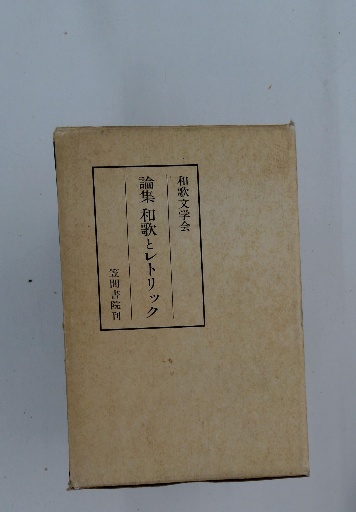 和歌文学会
論集 和歌とレトリック
笠間書院刊